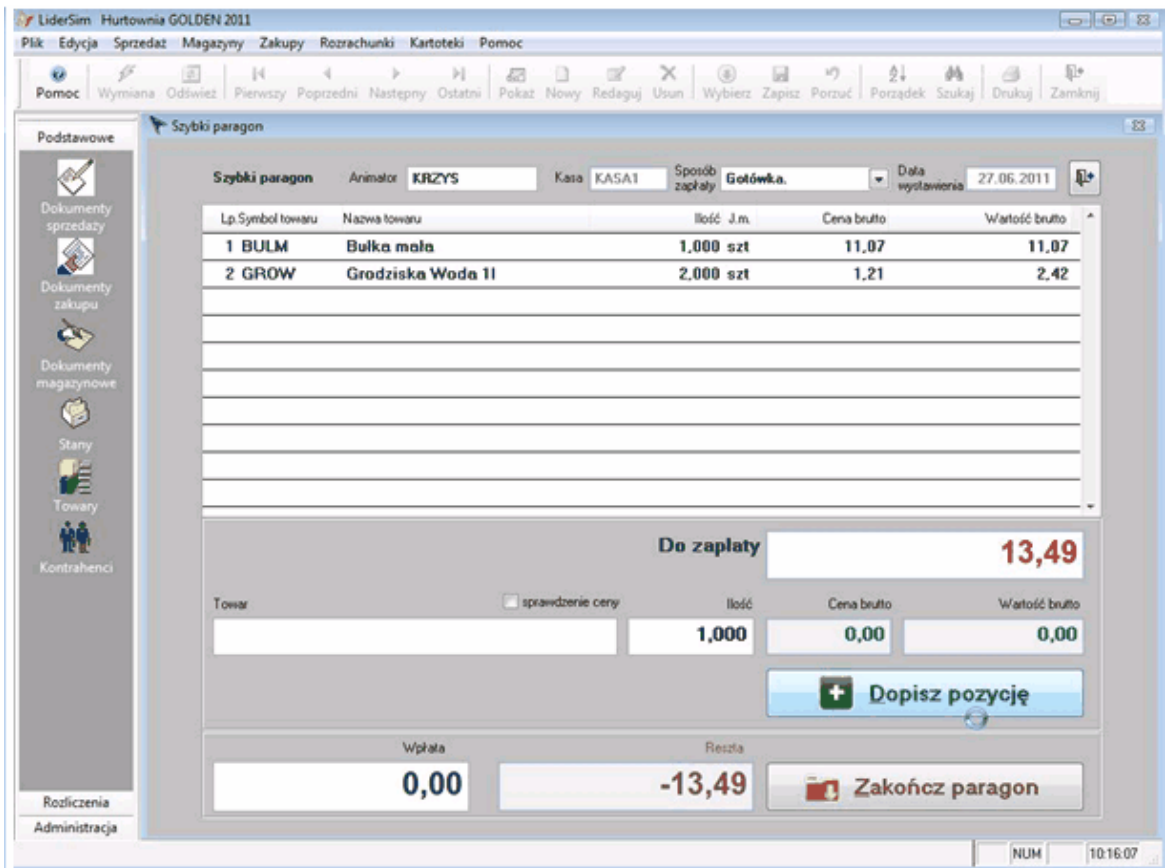 LiderSim Hurtownia GOLDEN 2011
Plik Edycja Sprzedaż Magazyny Zakupy Rozrachunki Kartoteki Pomoc
Pomoc Wymiana Odśwież Pierwszy Poprzedni Następny Ostatni Pokaż Nowy Redaguj Usun Wybierz Zapisz Porzuć Porządek Szukaj Drukuj Zamknij
Podstawowe
Dokumenty
sprzedaży
Dokumenty
zakupu
Dokumenty
magazynowe
Stany
Towary
Kontrahenci
Rozliczenia
Administracja
Szybki paragon
Szybki paragon Animator KRZYS Kasa KASA1 Sposób zapłaty Gotówka. Data wystawienia 27.06.2011
Lp. Symbol towaru Nazwa towaru Ilość J.m. Cena brutto Wartość brutto
1 BULM Bułka mała 1,000 szt 11,07 11,07
2 GROW Grodziska Woda 1l 2,000 szt 1,21 2,42
Do zapłaty 13,49
Towar sprawdzenie ceny Ilość Cena brutto Wartość brutto
1,000 0,00 0,00
Dopisz pozycję
Wpłata Reszta
0,00 -13,49 Zakończ paragon
NUM 10:16:07